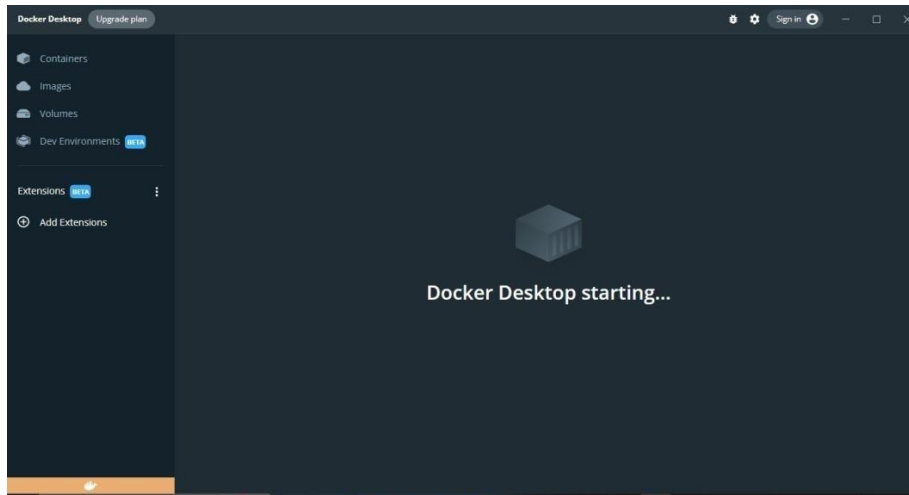 Docker Desktop Upgrade plan Sign in
Containers
Images
Volumes
Dev Environments BETA
Extensions BETA
Add Extensions
Docker Desktop starting...